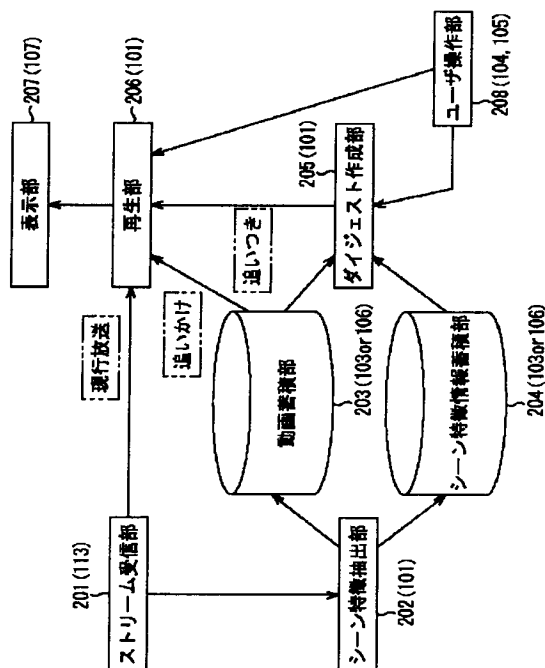 207(107)
表示部
206(101)
再生部
現行放送
追いかけ
追いつき
205(101)
ダイジェスト作成部
ユーザ操作部
208(104, 105)
動画蓄積部
203(103or106)
シーン特徴情報蓄積部
204(103or106)
201(113)
ストリーム受信部
シーン特徴抽出部
202(101)